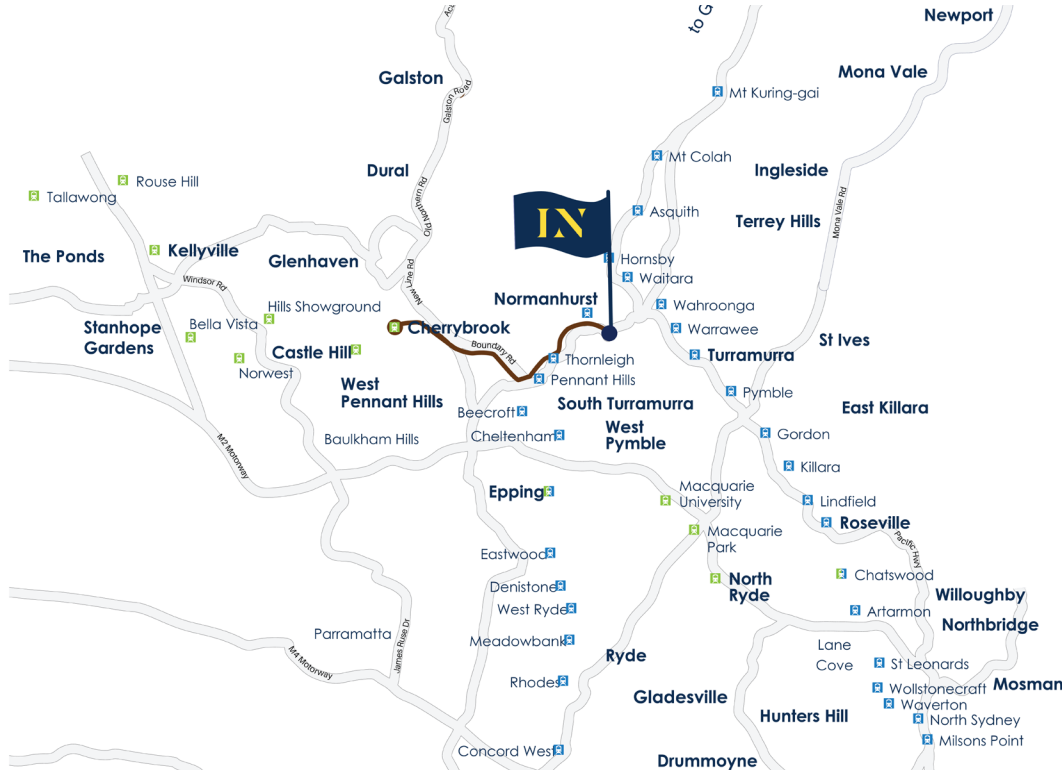 Newport
to G
Mona Vale
Galston
Galston Road
Mt Kuring-gai
Mt Colah
Ingleside
Dural
Rouse Hill
Tallawong
Old Northern Rd
Mona Vale Rd
Asquith
Terrey Hills
IN
Kellyville
The Ponds
Glenhaven
Hornsby
Waitara
Windsor Rd
New Line Rd
Normanhurst
Hills Showground
Wahroonga
Stanhope
Gardens
Bella Vista
Cherrybrook
Warrawee
St Ives
Boundary Rd
Castle Hill
Norwest
Thornleigh
Turramurra
West
Pennant Hills
Pennant Hills
Pymble
Beecroft
South Turramurra
East Killara
Baulkham Hills
Cheltenham
West
Pymble
Gordon
M2 Motorway
Killara
Epping
Macquarie
University
Lindfield
Roseville
Macquarie
Park
Pacific Hwy
Eastwood
Chatswood
Denistone
North
Ryde
Willoughby
West Ryde
Artarmon
Northbridge
Parramatta
James Ruse Dr
Meadowbank
Lane
Cove
M4 Motorway
Ryde
St Leonards
Rhodes
Mosman
Gladesville
Wollstonecraft
Waverton
Hunters Hill
North Sydney
Concord West
Milsons Point
Drummoyne